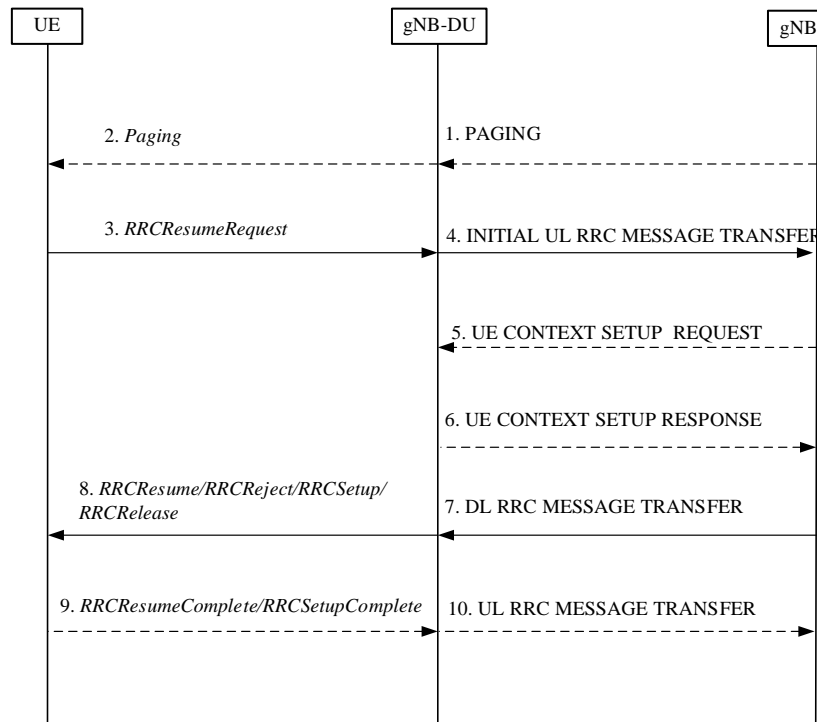 UE
gNB-DU
gNB
2. Paging
1. PAGING
3. RRCResumeRequest
4. INITIAL UL RRC MESSAGE TRANSFER
5. UE CONTEXT SETUP REQUEST
6. UE CONTEXT SETUP RESPONSE
8. RRCResume/RRCReject/RRCSetup/
RRCRelease
7. DL RRC MESSAGE TRANSFER
9. RRCResumeComplete/RRCSetupComplete
10. UL RRC MESSAGE TRANSFER